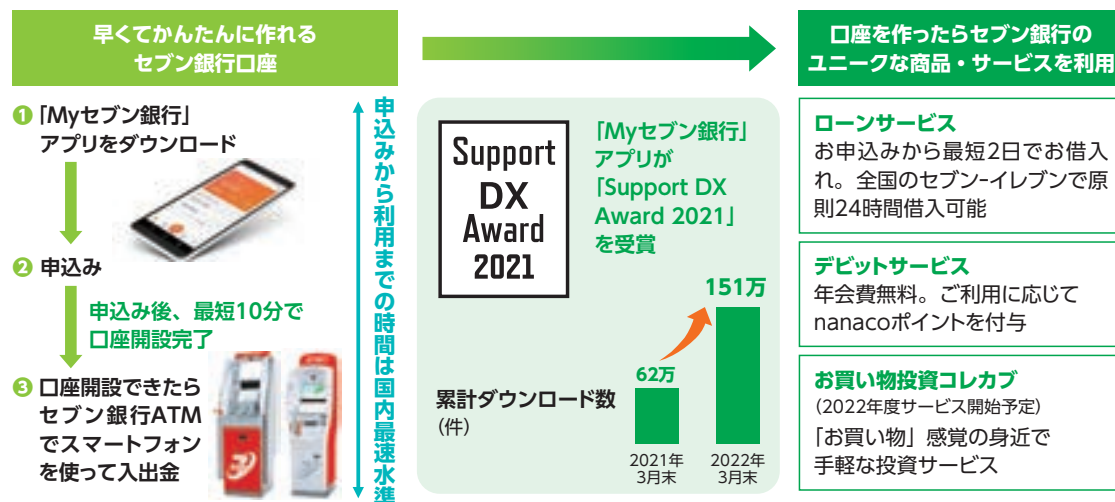 早くてかんたんに作れる
セブン銀行口座
❶「Myセブン銀行」
アプリをダウンロード
❷ 申込み
申込み後、最短10分で
口座開設完了
❸ 口座開設できたら
セブン銀行ATM
でスマートフォン
を使って入出金
申込みから利用までの時間は国内最速水準
Support
DX
Award
2021
「Myセブン銀行」
アプリが
「Support DX
Award 2021」
を受賞
累計ダウンロード数
(件)
62万
151万
2021年
3月末
2022年
3月末
口座を作ったらセブン銀行の
ユニークな商品・サービスを利用
ローンサービス
お申込みから最短2日でお借入
れ。全国のセブン-イレブンで原
則24時間借入可能
デビットサービス
年会費無料。ご利用に応じて
nanacoポイントを付与
お買い物投資コレカブ
(2022年度サービス開始予定)
「お買い物」感覚の身近で
手軽な投資サービス